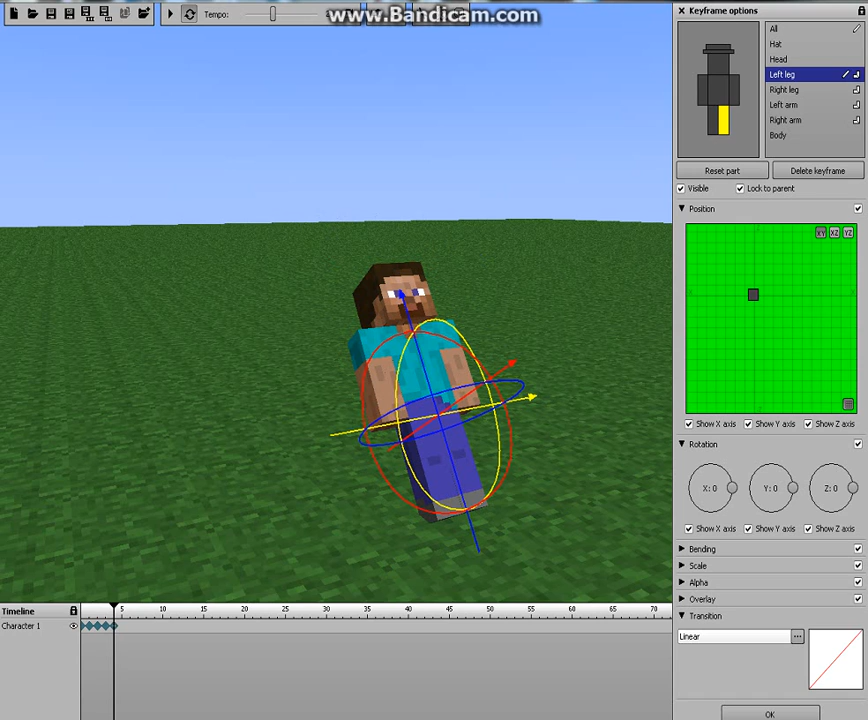 www.Bandicam.com
Tempo:
Keyframe options
All
Hat
Head
Left leg
Right leg
Left arm
Right arm
Body
Reset part
Delete keyframe
Visible
Lock to parent
Position
XY
XZ
YZ
Show X axis
Show Y axis
Show Z axis
Rotation
X: 0
Y: 0
Z: 0
Show X axis
Show Y axis
Show Z axis
Bending
Scale
Alpha
Overlay
Transition
Linear
OK
Timeline
5 10 15 20 25 30 35 40 45 50 55 60 65 70
Character 1